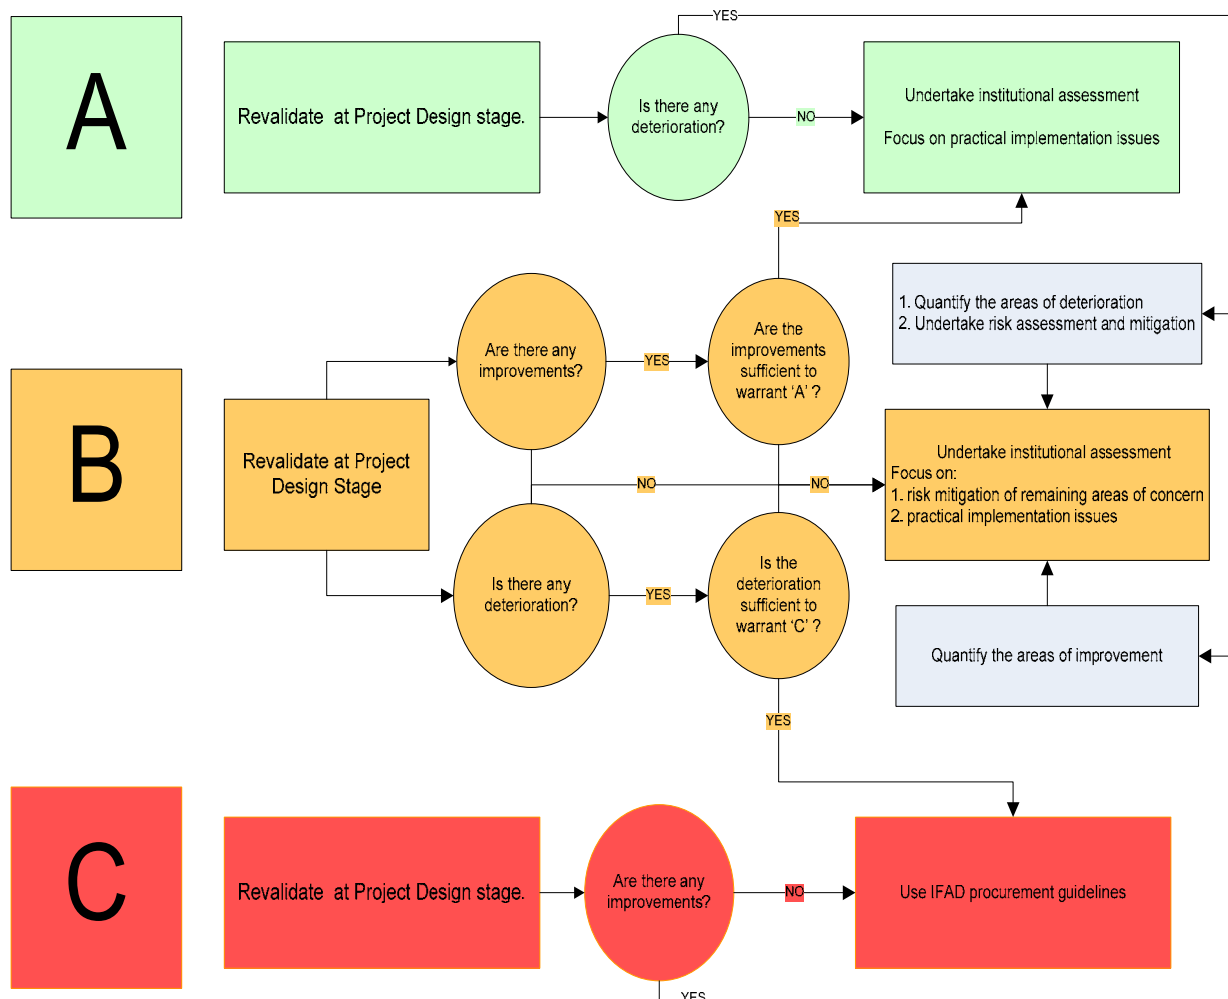 YES
A
Revalidate at Project Design stage.
Is there any
deterioration?
NO
Undertake institutional assessment
Focus on practical implementation issues
YES
B
Revalidate at Project
Design Stage
Are there any
improvements?
YES
Are the
improvements
sufficient to
warrant ‘A’ ?
1. Quantify the areas of deterioration
2. Undertake risk assessment and mitigation
NO
NO
Undertake institutional assessment
Focus on:
1. risk mitigation of remaining areas of concern
2. practical implementation issues
Is there any
deterioration?
YES
Is the
deterioration
sufficient to
warrant ‘C’ ?
Quantify the areas of improvement
YES
C
Revalidate at Project Design stage.
Are there any
improvements?
NO
Use IFAD procurement guidelines
YES